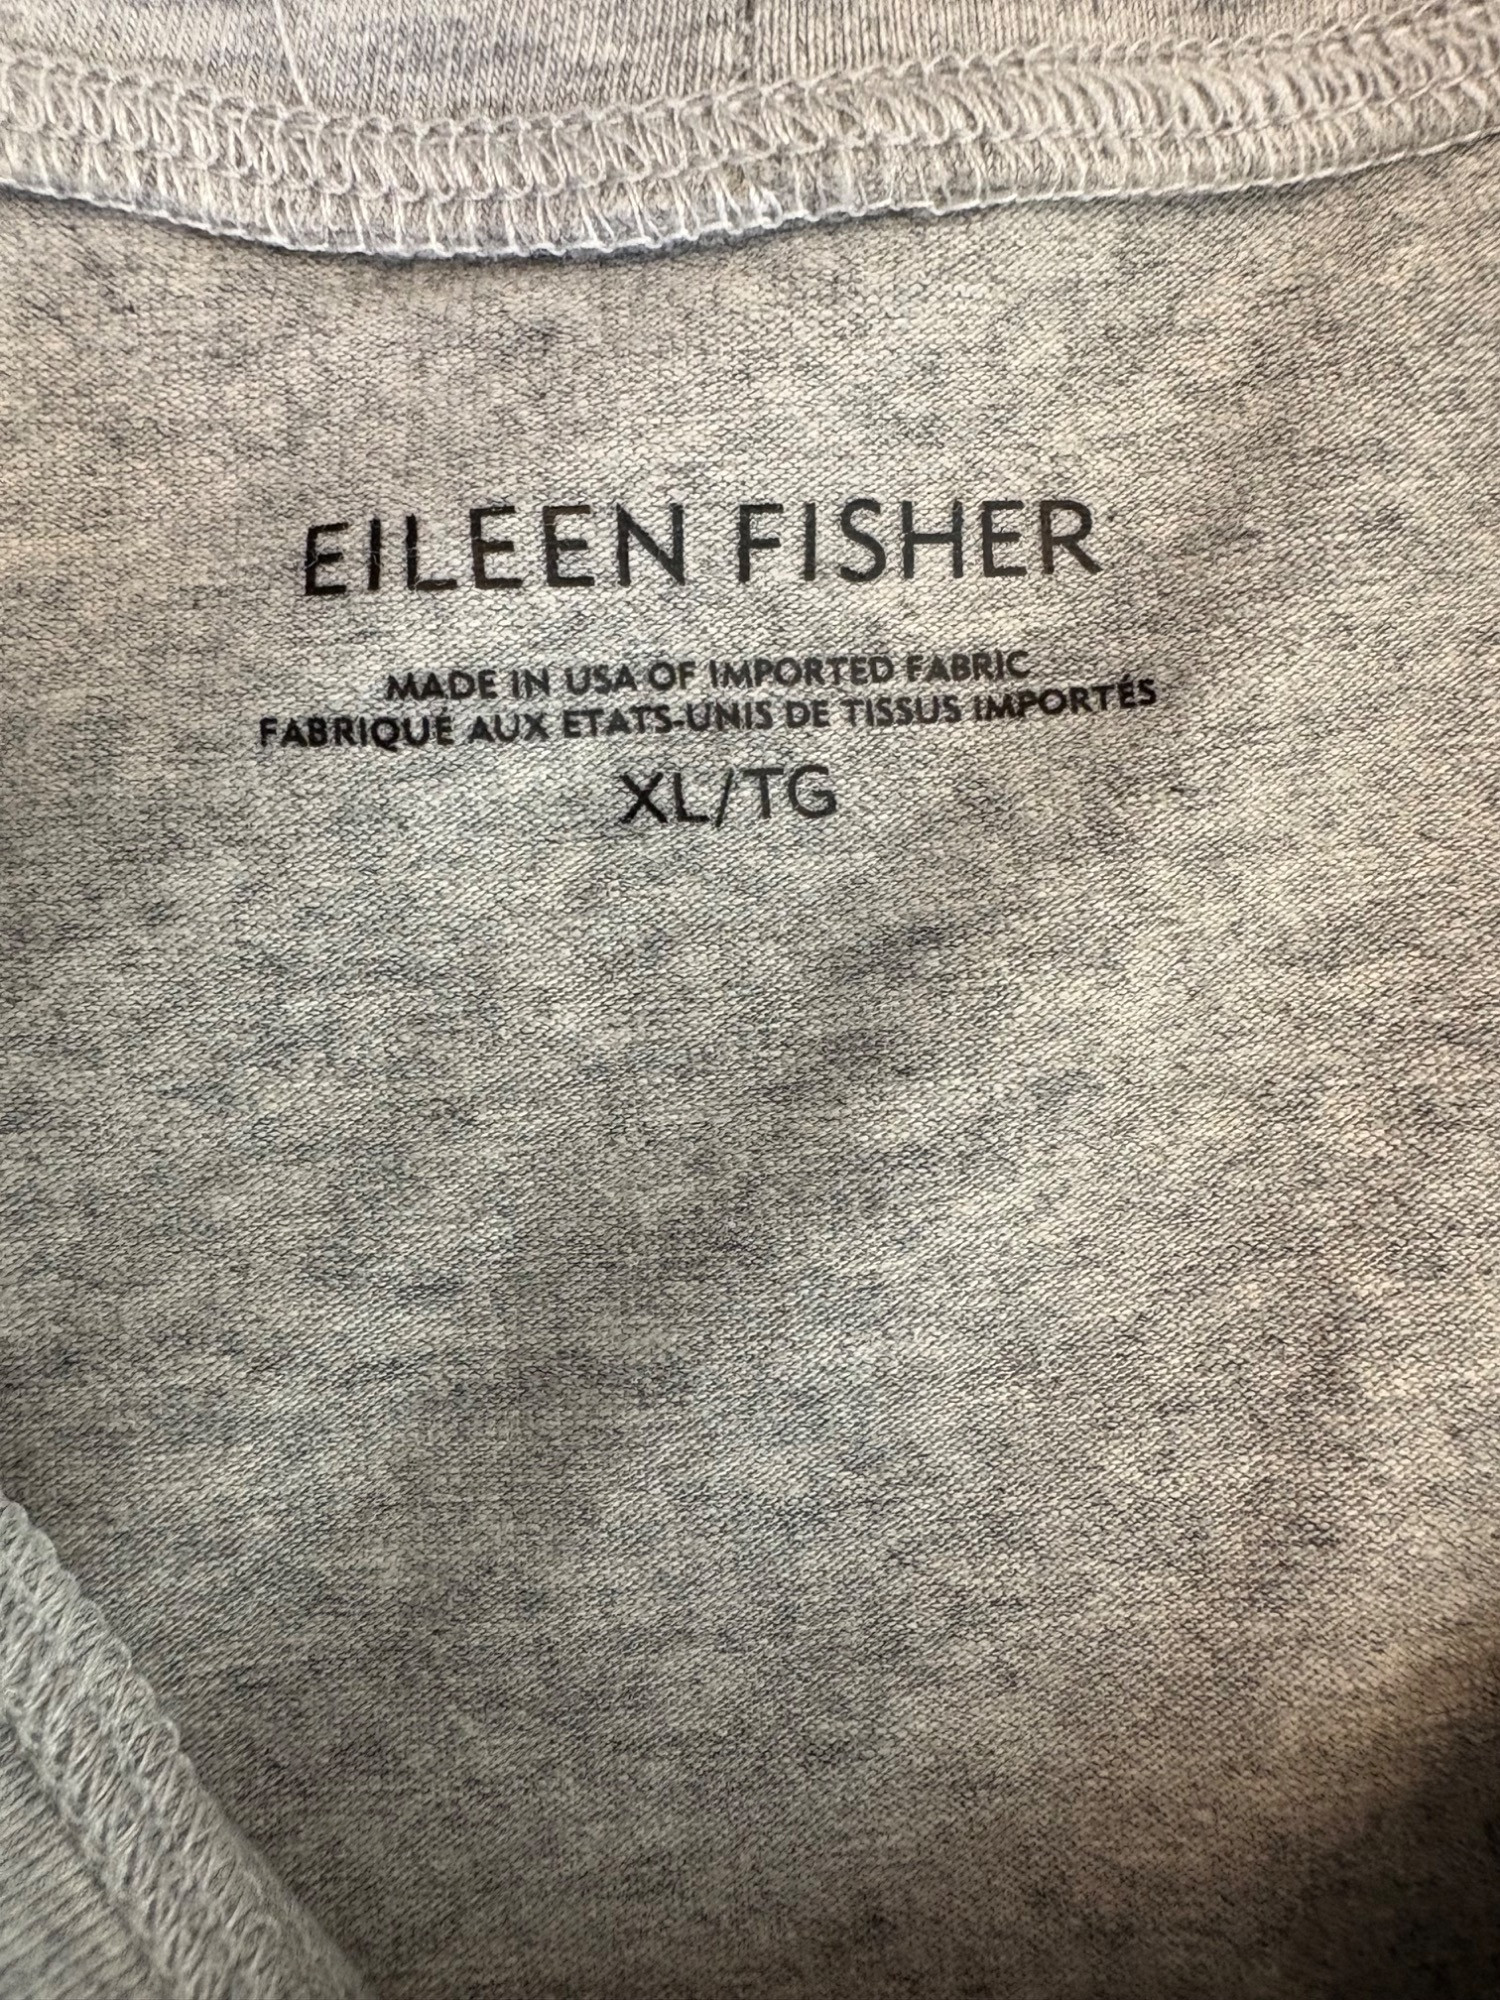 EILEEN FISHER
MADE IN USA OF IMPORTED FABRIC
FABRIQUÉ AUX ETATS-UNIS DE TISSUS IMPORTÉS
XL/TG